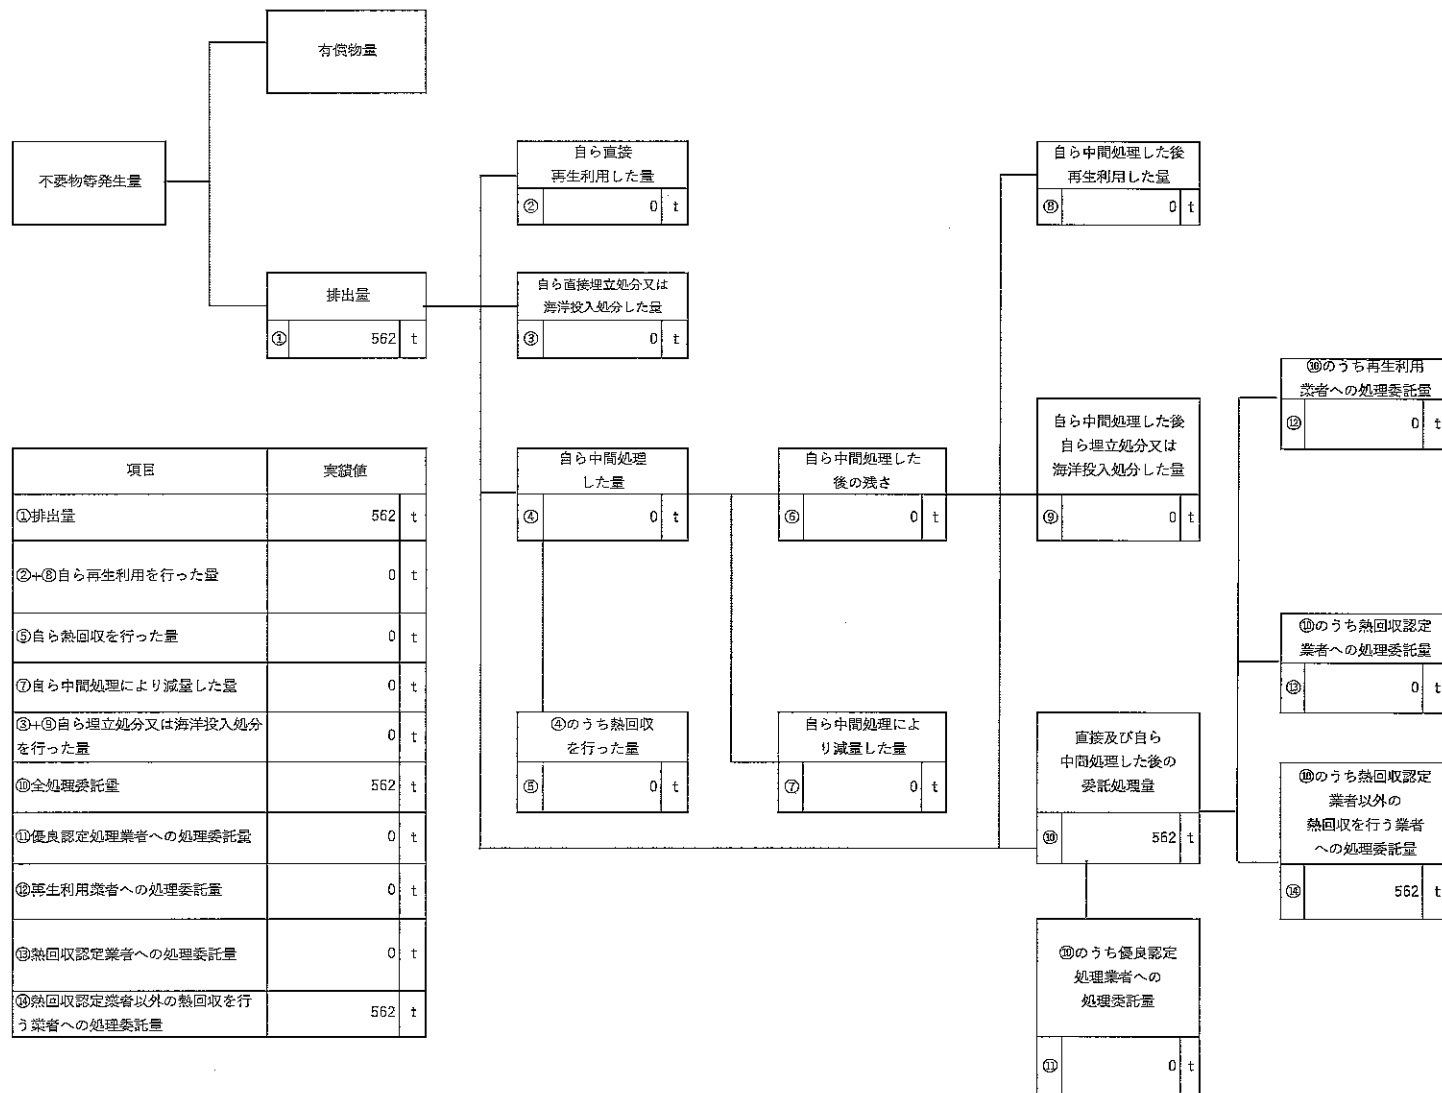 有償物量
不要物等発生量
排出量
① 562 t
自ら直接
再生利用した量
② 0 t
自ら直接埋立処分又は
海洋投入処分した量
③ 0 t
自ら中間処理
した量
④ 0 t
④のうち熱回収
を行った量
⑤ 0 t
自ら中間処理した
後の残さ
⑥ 0 t
自ら中間処理によ
り減量した量
⑦ 0 t
自ら中間処理した後
再生利用した量
⑧ 0 t
自ら中間処理した後
自ら埋立処分又は
海洋投入処分した量
⑨ 0 t
直接及び自ら
中間処理した後の
委託処理量
⑩ 562 t
⑩のうち優良認定
処理業者への
処理委託量
⑪ 0 t
⑩のうち再生利用
業者への処理委託量
⑫ 0 t
⑩のうち熱回収認定
業者への処理委託量
⑬ 0 t
⑩のうち熱回収認定
業者以外の
熱回収を行う業者
への処理委託量
⑭ 562 t
項目 実績値
①排出量 562 t
②+⑧自ら再生利用を行った量 0 t
⑤自ら熱回収を行った量 0 t
⑦自ら中間処理により減量した量 0 t
③+⑨自ら埋立処分又は海洋投入処分
を行った量 0 t
⑩全処理委託量 562 t
⑪優良認定処理業者への処理委託量 0 t
⑫再生利用業者への処理委託量 0 t
⑬熱回収認定業者への処理委託量 0 t
⑭熱回収認定業者以外の熱回収を行
う業者への処理委託量 562 t